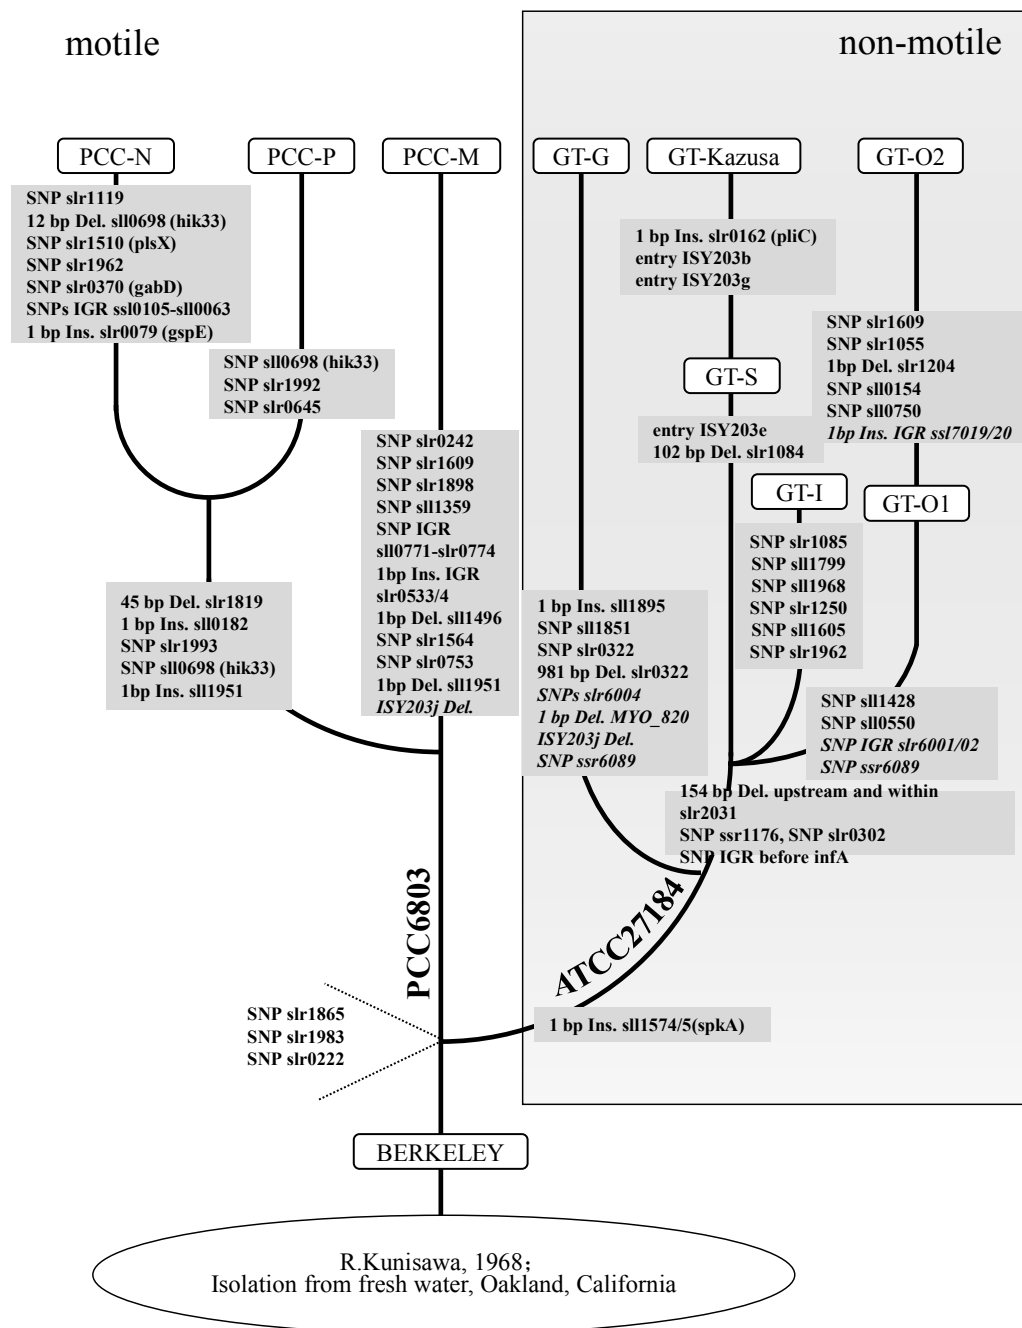 motile
non-motile
PCC-N
PCC-P
PCC-M
GT-G
GT-Kazusa
GT-O2
SNP slr1119
12 bp Del. sll0698 (hik33)
SNP slr1510 (plsX)
SNP slr1962
SNP slr0370 (gabD)
SNPs IGR ssl0105-sll0063
1 bp Ins. slr0079 (gspE)
SNP sll0698 (hik33)
SNP slr1992
SNP slr0645
45 bp Del. slr1819
1 bp Ins. sll0182
SNP slr1993
SNP sll0698 (hik33)
1bp Ins. sll1951
SNP slr0242
SNP slr1609
SNP slr1898
SNP sll1359
SNP IGR
sll0771-slr0774
1bp Ins. IGR
slr0533/4
1bp Del. sll1496
SNP slr1564
SNP slr0753
1bp Del. sll1951
ISY203j Del.
1 bp Ins. sll1895
SNP sll1851
SNP slr0322
981 bp Del. slr0322
SNPs slr6004
1 bp Del. MYO_820
ISY203j Del.
SNP ssr6089
1 bp Ins. slr0162 (pliC)
entry ISY203b
entry ISY203g
GT-S
entry ISY203e
102 bp Del. slr1084
GT-I
SNP slr1085
SNP sll1799
SNP sll1968
SNP slr1250
SNP sll1605
SNP slr1962
SNP slr1609
SNP slr1055
1bp Del. slr1204
SNP sll0154
SNP sll0750
1bp Ins. IGR ssl7019/20
GT-O1
SNP sll1428
SNP sll0550
SNP IGR slr6001/02
SNP ssr6089
154 bp Del. upstream and within
slr2031
SNP ssr1176, SNP slr0302
SNP IGR before infA
PCC6803
ATCC27184
SNP slr1865
SNP slr1983
SNP slr0222
1 bp Ins. sll1574/5(spkA)
BERKELEY
R.Kunisawa, 1968;
Isolation from fresh water, Oakland, California